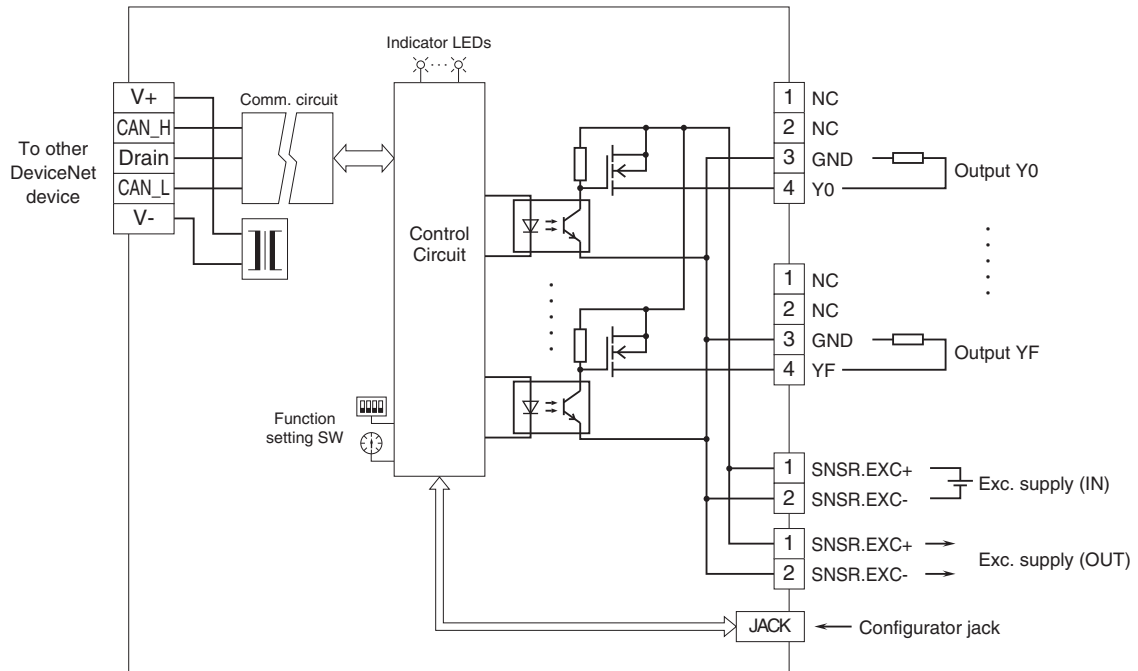 Indicator LEDs
To other
DeviceNet
device
V+
CAN_H
Drain
CAN_L
V-
Comm. circuit
Control
Circuit
Function
setting SW
1 NC
2 NC
3 GND
4 Y0
Output Y0
1 NC
2 NC
3 GND
4 YF
Output YF
1 SNSR.EXC+
2 SNSR.EXC-
Exc. supply (IN)
1 SNSR.EXC+
2 SNSR.EXC-
Exc. supply (OUT)
JACK
Configurator jack